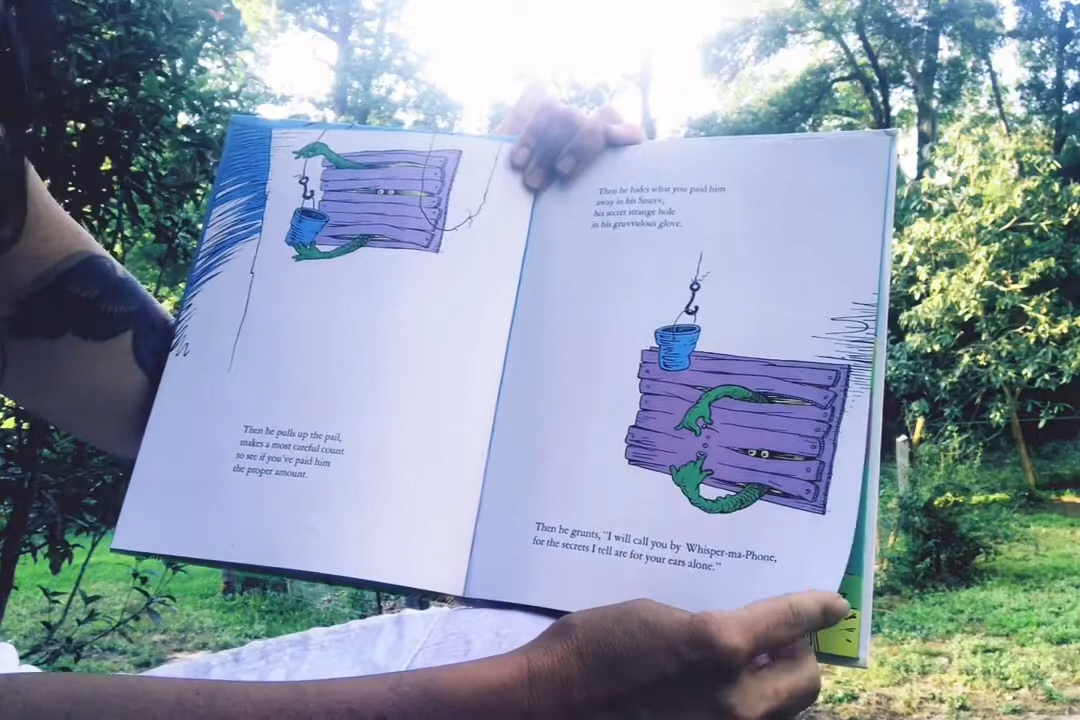 Then he pulls up the pail,
makes a most careful count
to see if you've paid him
the proper amount.
Then he hides what you paid him
away in his Snuvv,
his secret strange hole
in his gruvvulous glove.
Then he grunts, "I will call you by Whisper-ma-Phone,
for the secrets I tell are for your ears alone."